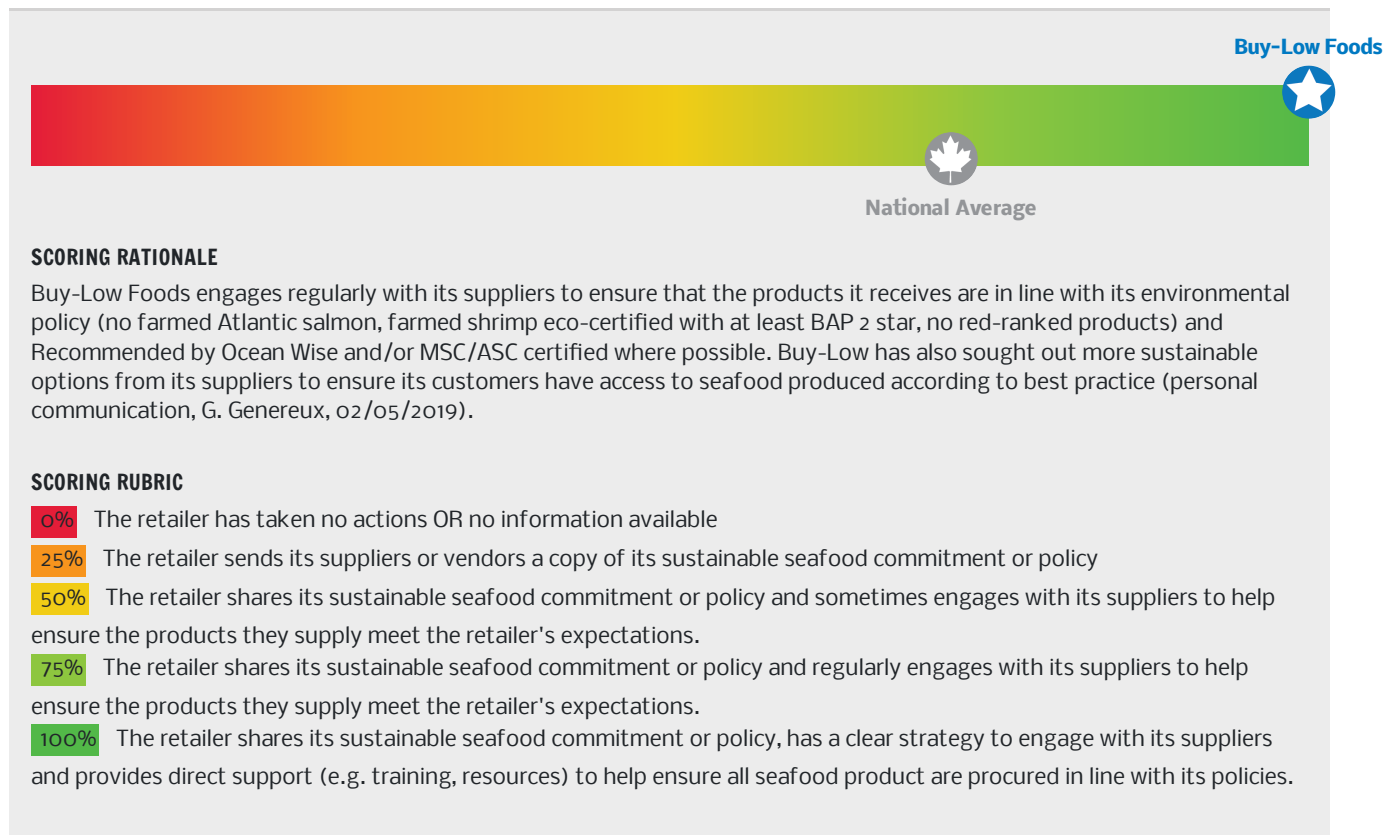 Buy-Low Foods
National Average
SCORING RATIONALE
Buy-Low Foods engages regularly with its suppliers to ensure that the products it receives are in line with its environmental
policy (no farmed Atlantic salmon, farmed shrimp eco-certified with at least BAP 2 star, no red-ranked products) and
Recommended by Ocean Wise and/or MSC/ASC certified where possible. Buy-Low has also sought out more sustainable
options from its suppliers to ensure its customers have access to seafood produced according to best practice (personal
communication, G. Genereux, 02/05/2019).
SCORING RUBRIC
0% The retailer has taken no actions OR no information available
25% The retailer sends its suppliers or vendors a copy of its sustainable seafood commitment or policy
50% The retailer shares its sustainable seafood commitment or policy and sometimes engages with its suppliers to help
ensure the products they supply meet the retailer's expectations.
75% The retailer shares its sustainable seafood commitment or policy and regularly engages with its suppliers to help
ensure the products they supply meet the retailer's expectations.
100% The retailer shares its sustainable seafood commitment or policy, has a clear strategy to engage with its suppliers
and provides direct support (e.g. training, resources) to help ensure all seafood product are procured in line with its policies.